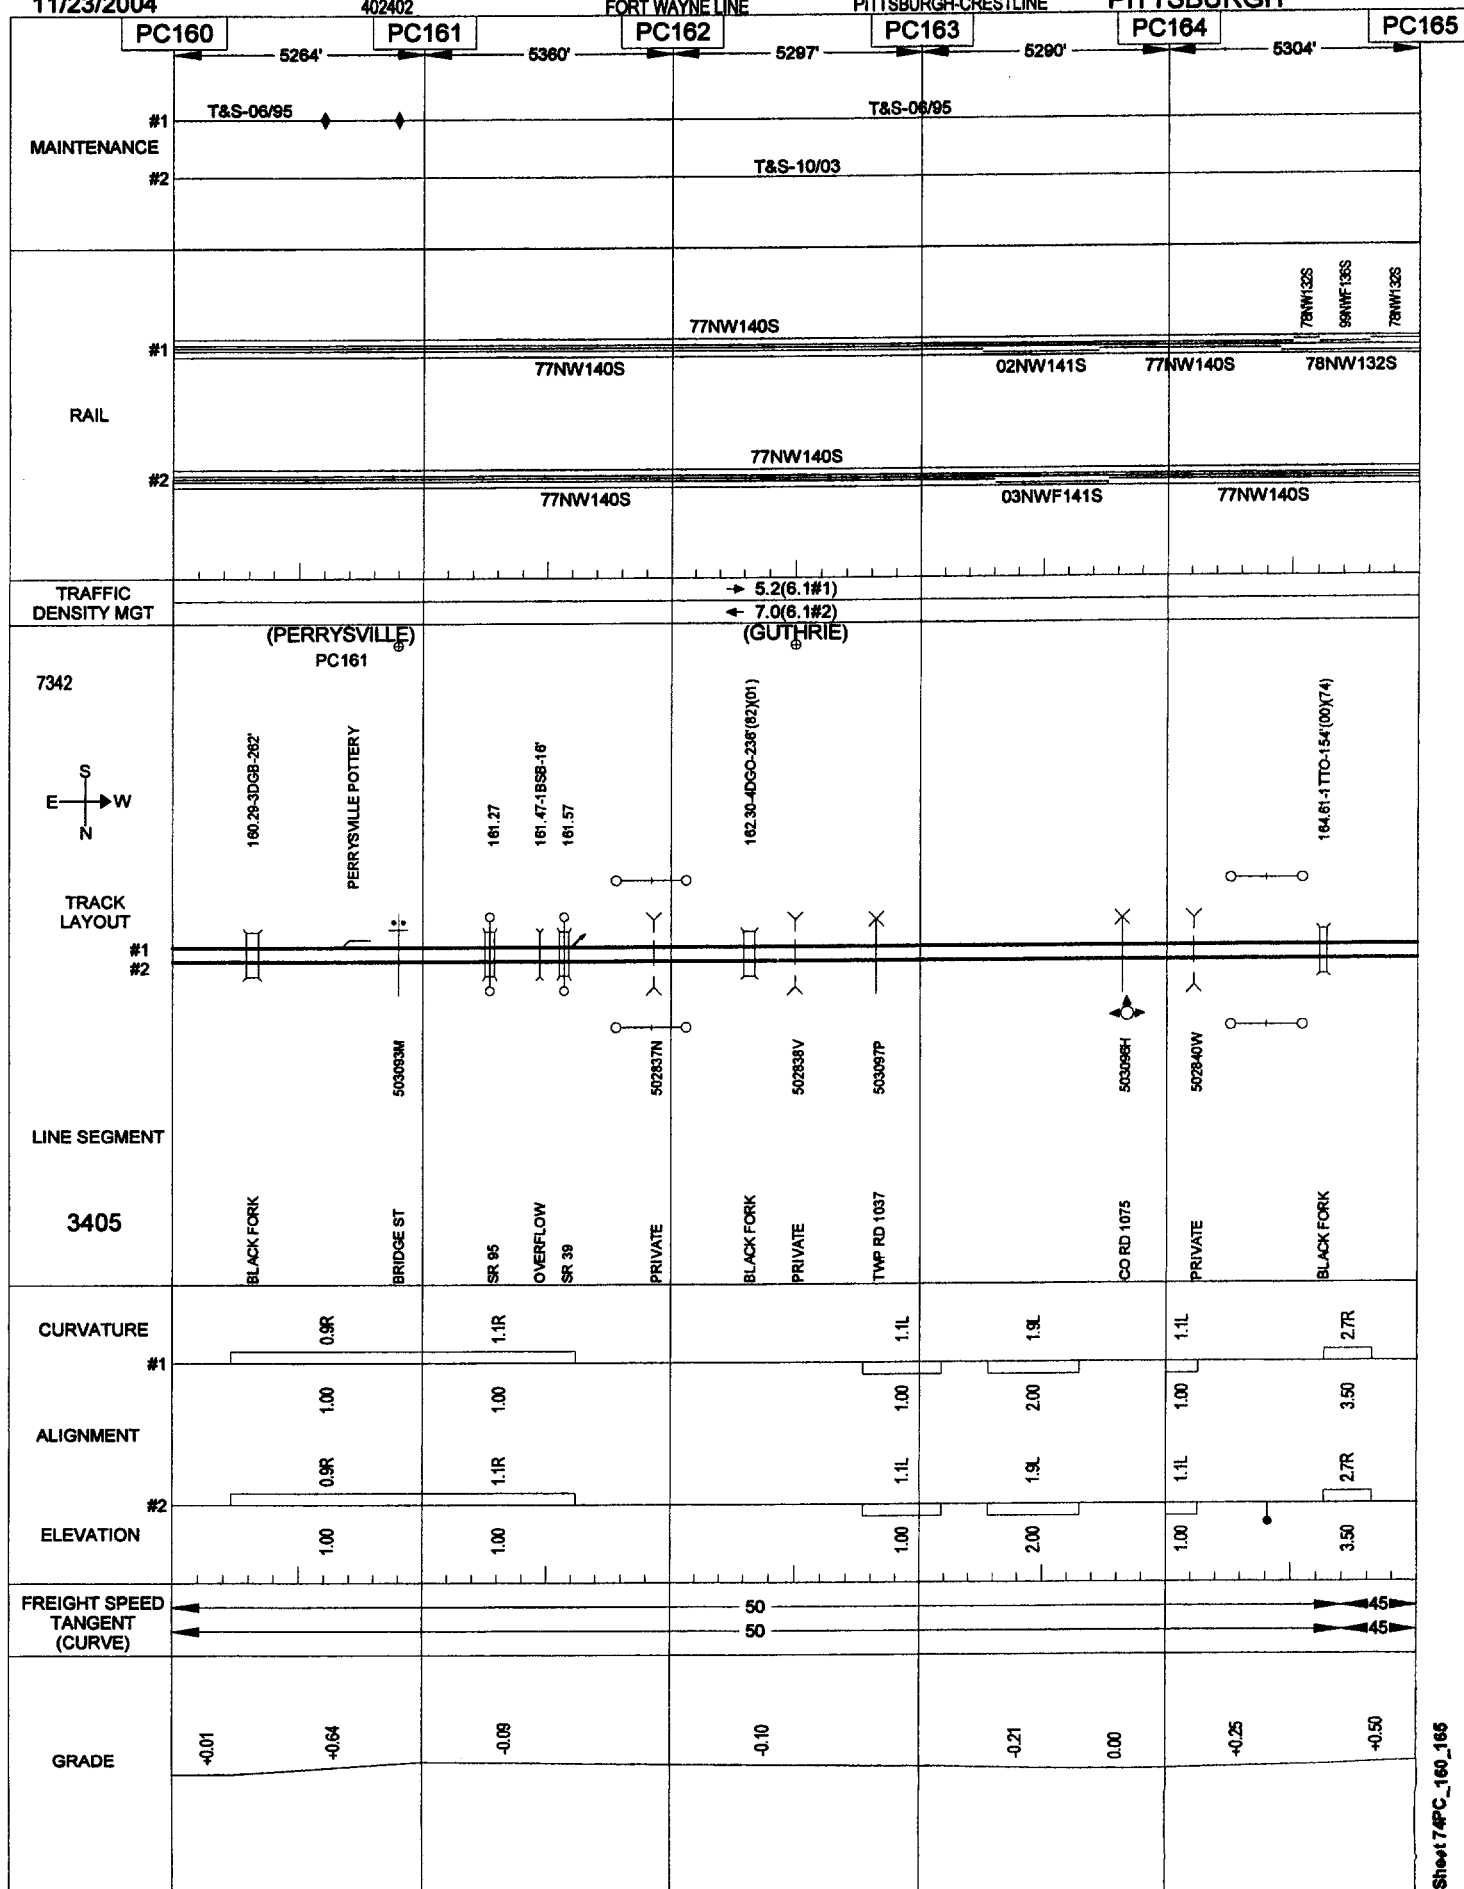 11/23/2004 402402 FORT WAYNE LINE PITTSBURGH-CRESTLINE PITTSBURGH
PC160 PC161 PC162 PC163 PC164 PC165
5264' 5360' 5297' 5290' 5304'
T&S-06/95 T&S-06/95
#1
MAINTENANCE
T&S-10/03
#2
78NW132S 99NWF136S 78NW132S
77NW140S
#1
77NW140S 02NW141S 77NW140S 78NW132S
RAIL
77NW140S
#2
77NW140S 03NWF141S 77NW140S
TRAFFIC
DENSITY MGT
5.2(6.1#1)
7.0(6.1#2)
(PERRYSVILLE) (GUTHRIE)
PC161
7342
S
E W
N
160.29-3DGB-262'
PERRYSVILLE POTTERY
161.27
161.47-1BSB-16'
161.57
162.30-4DGO-236'(82)(01)
164.61-1TTO-154'(00)(74)
TRACK
LAYOUT
#1
#2
503093M
502837N
502838V
503097P
503096H
502840W
LINE SEGMENT
3405
BLACK FORK
BRIDGE ST
SR 95
OVERFLOW
SR 39
PRIVATE
BLACK FORK
PRIVATE
TWP RD 1037
CO RD 1075
PRIVATE
BLACK FORK
CURVATURE
0.9R 1.1R 1.1L 1.9L 1.1L 2.7R
#1
1.00 1.00 1.00 2.00 1.00 3.50
ALIGNMENT
0.9R 1.1R 1.1L 1.9L 1.1L 2.7R
#2
ELEVATION
1.00 1.00 1.00 2.00 1.00 3.50
FREIGHT SPEED
TANGENT
(CURVE)
50 45
50 45
GRADE
+0.01 +0.64 -0.09 -0.10 -0.21 0.00 +0.25 +0.50
Sheet 74PC_160_165